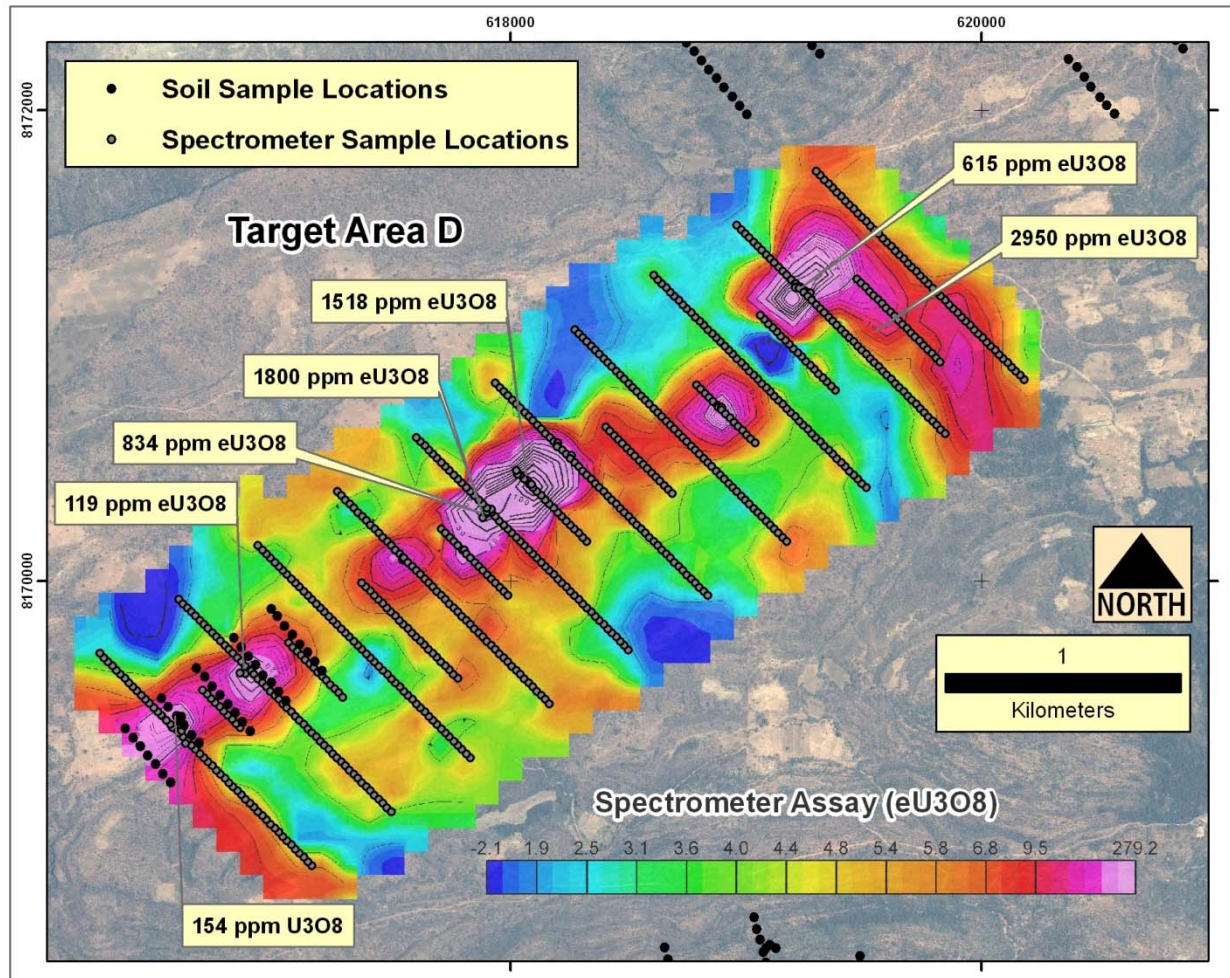 618000
620000
8172000
8170000
Soil Sample Locations
Spectrometer Sample Locations
Target Area D
615 ppm eU3O8
2950 ppm eU3O8
1518 ppm eU3O8
1800 ppm eU3O8
834 ppm eU3O8
119 ppm eU3O8
154 ppm U3O8
NORTH
1
Kilometers
Spectrometer Assay (eU3O8)
-2.1 1.9 2.5 3.1 3.6 4.0 4.4 4.8 5.4 5.8 6.8 9.5 279.2